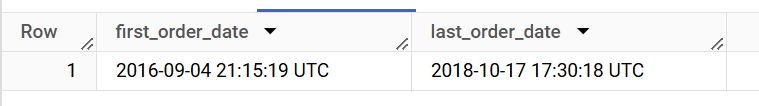 Row first_order_date last_order_date
1 2016-09-04 21:15:19 UTC 2018-10-17 17:30:18 UTC